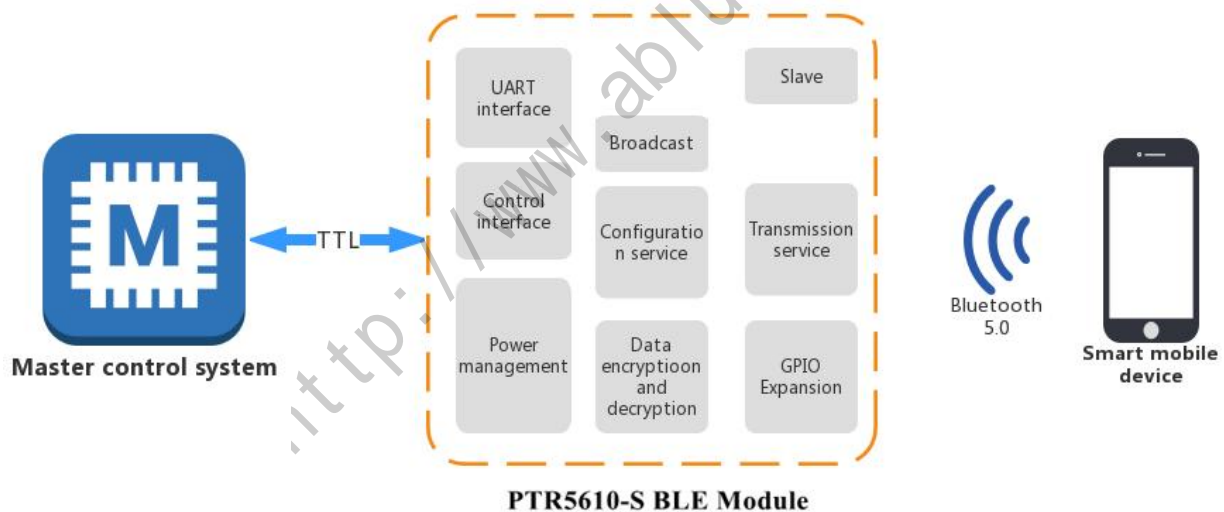 UART
interface
Slave
Broadcast
Control
interface
Configuratio
n service
Transmission
service
M
TTL
Bluetooth
5.0
Power
management
Data
encryptioon
and
decryption
GPIO
Expansion
Master control system
Smart mobile
device
PTR5610-S BLE Module